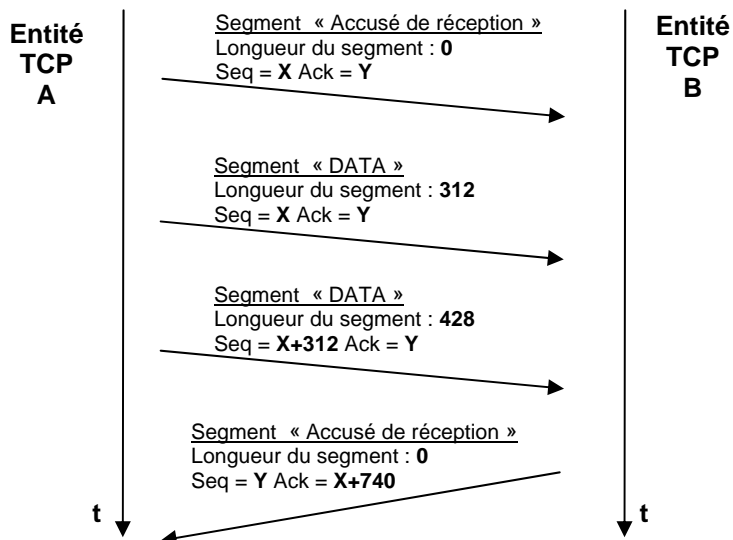 Entité
TCP
A
Segment « Accusé de réception »
Longueur du segment : 0
Seq = X Ack = Y
Entité
TCP
B
Segment « DATA »
Longueur du segment : 312
Seq = X Ack = Y
Segment « DATA »
Longueur du segment : 428
Seq = X+312 Ack = Y
Segment « Accusé de réception »
Longueur du segment : 0
Seq = Y Ack = X+740
t
t